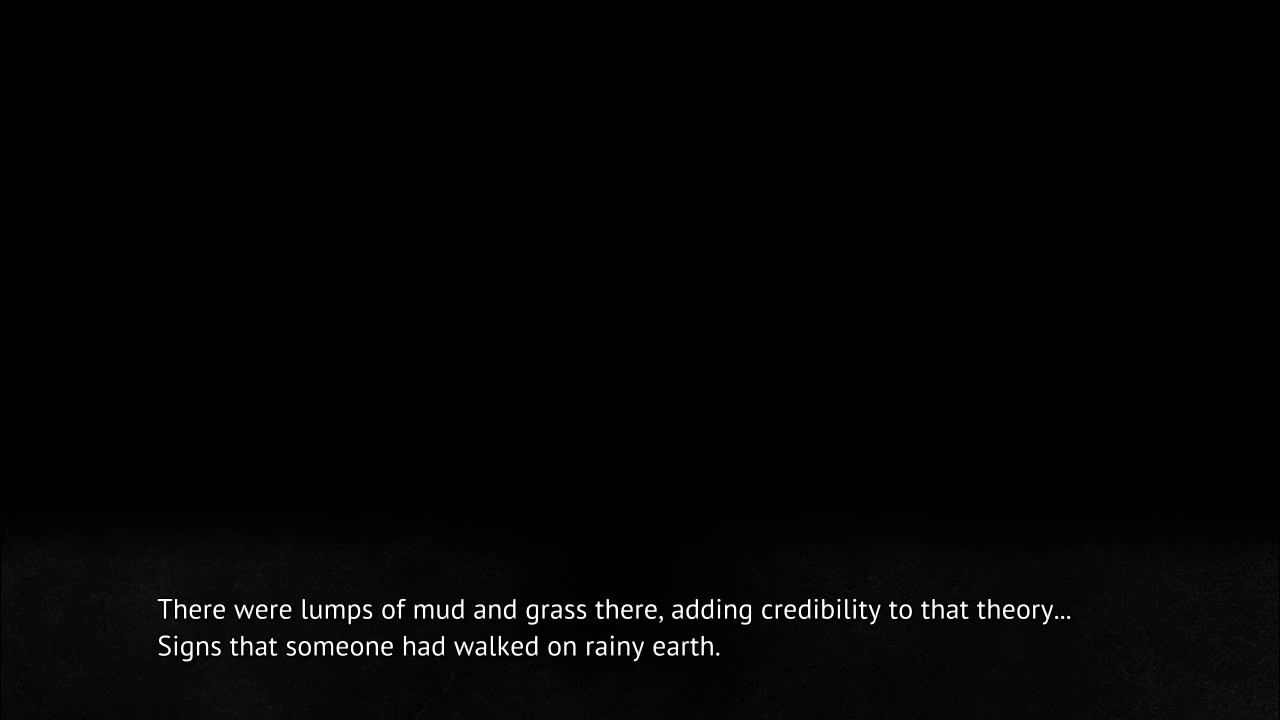 There were lumps of mud and grass there, adding credibility to that theory...
Signs that someone had walked on rainy earth.